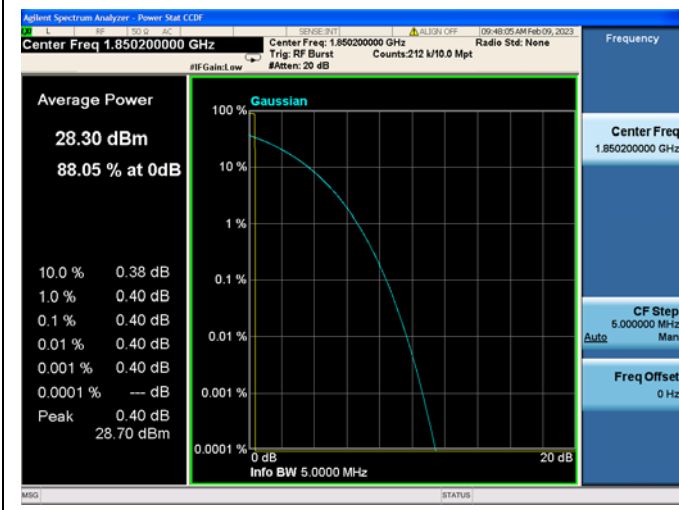 Agilent Spectrum Analyzer - Power Stat CCDF
L RF 50 Ω AC SENSE:INT ALIGN OFF 09:48:05 AM Feb 09, 2023
Center Freq 1.850200000 GHz
Center Freq: 1.850200000 GHz Radio Std: None
Trig: RF Burst Counts:212 k/10.0 Mpt
#IFGain:Low #Atten: 20 dB
Frequency
Average Power
28.30 dBm
88.05 % at 0dB
10.0 % 0.38 dB
1.0 % 0.40 dB
0.1 % 0.40 dB
0.01 % 0.40 dB
0.001 % 0.40 dB
0.0001 % --- dB
Peak 0.40 dB
28.70 dBm
Gaussian
100 %
10 %
1 %
0.1 %
0.01 %
0.001 %
0.0001 %
0 dB 20 dB
Info BW 5.0000 MHz
Center Freq
1.850200000 GHz
CF Step
5.000000 MHz
Auto Man
Freq Offset
0 Hz
MSG STATUS